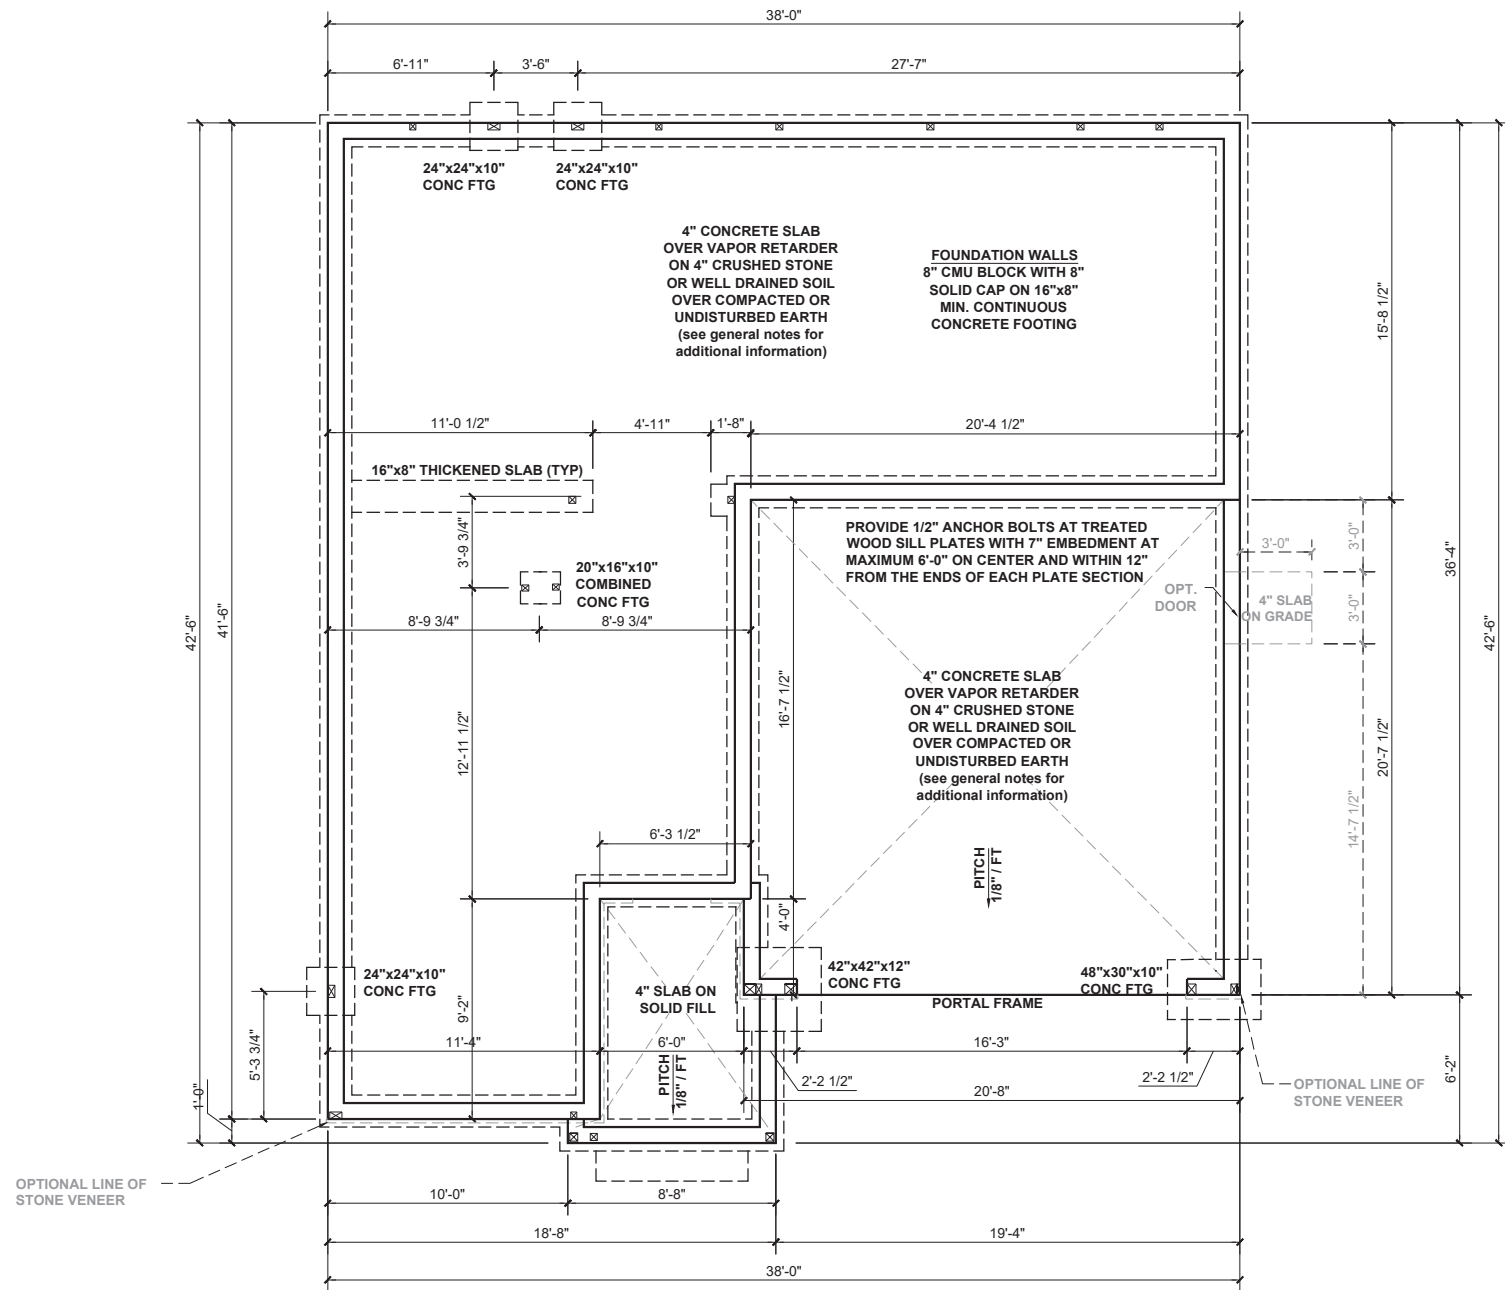 38'-0"
6'-11"
3'-6"
27'-7"
24"x24"x10"
CONC FTG
24"x24"x10"
CONC FTG
4" CONCRETE SLAB
OVER VAPOR RETARDER
ON 4" CRUSHED STONE
OR WELL DRAINED SOIL
OVER COMPACTED OR
UNDISTURBED EARTH
(see general notes for
additional information)
FOUNDATION WALLS
8" CMU BLOCK WITH 8"
SOLID CAP ON 16"x8"
MIN. CONTINUOUS
CONCRETE FOOTING
15'-8 1/2"
11'-0 1/2"
4'-11"
1'-8"
20'-4 1/2"
16"x8" THICKENED SLAB (TYP)
3'-9 3/4"
20"x16"x10"
COMBINED
CONC FTG
8'-9 3/4"
8'-9 3/4"
PROVIDE 1/2" ANCHOR BOLTS AT TREATED
WOOD SILL PLATES WITH 7" EMBEDMENT AT
MAXIMUM 6'-0" ON CENTER AND WITHIN 12"
FROM THE ENDS OF EACH PLATE SECTION
OPT.
DOOR
3'-0"
4" SLAB
ON GRADE
3'-0"
3'-0"
36'-4"
42'-6"
42'-6"
41'-6"
12'-11 1/2"
16'-7 1/2"
4" CONCRETE SLAB
OVER VAPOR RETARDER
ON 4" CRUSHED STONE
OR WELL DRAINED SOIL
OVER COMPACTED OR
UNDISTURBED EARTH
(see general notes for
additional information)
20'-7 1/2"
14'-7 1/2"
6'-3 1/2"
PITCH
1/8" / FT
4'-0"
24"x24"x10"
CONC FTG
9'-2"
4" SLAB ON
SOLID FILL
42"x42"x12"
CONC FTG
48"x30"x10"
CONC FTG
PORTAL FRAME
5'-3 3/4"
11'-4"
6'-0"
16'-3"
PITCH
1/8" / FT
2'-2 1/2"
2'-2 1/2"
20'-8"
6'-2"
1'-0"
OPTIONAL LINE OF
STONE VENEER
OPTIONAL LINE OF
STONE VENEER
10'-0"
8'-8"
18'-8"
19'-4"
38'-0"